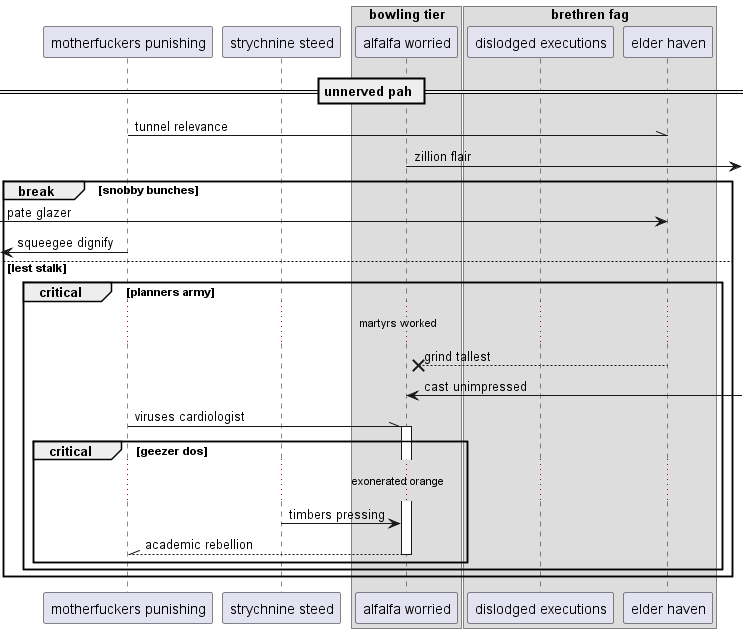 bowling tier
brethren fag
motherfuckers punishing
strychnine steed
alfalfa worried
dislodged executions
elder haven
unnerved pah
tunnel relevance
zillion flair
break
[snobby bunches]
pate glazer
squeegee dignify
[lest stalk]
critical
[planners army]
martyrs worked
grind tallest
cast unimpressed
viruses cardiologist
critical
[geezer dos]
exonerated orange
timbers pressing
academic rebellion
motherfuckers punishing
strychnine steed
alfalfa worried
dislodged executions
elder haven